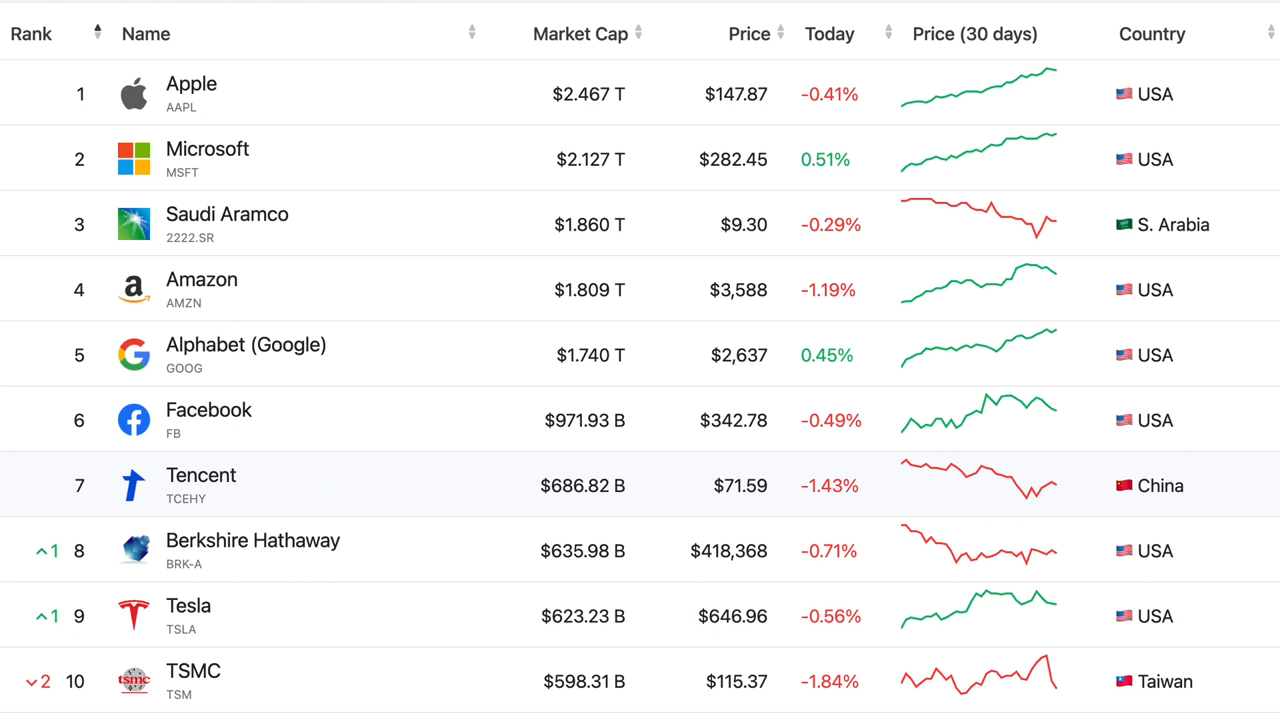 Rank Name Market Cap Price Today Price (30 days) Country
1 Apple $2.467 T $147.87 -0.41% USA
AAPL
2 Microsoft $2.127 T $282.45 0.51% USA
MSFT
3 Saudi Aramco $1.860 T $9.30 -0.29% S. Arabia
2222.SR
4 Amazon $1.809 T $3,588 -1.19% USA
AMZN
5 Alphabet (Google) $1.740 T $2,637 0.45% USA
GOOG
6 Facebook $971.93 B $342.78 -0.49% USA
FB
7 Tencent $686.82 B $71.59 -1.43% China
TCEHY
1 8 Berkshire Hathaway $635.98 B $418,368 -0.71% USA
BRK-A
1 9 Tesla $623.23 B $646.96 -0.56% USA
TSLA
2 10 tsmc TSMC $598.31 B $115.37 -1.84% Taiwan
TSM